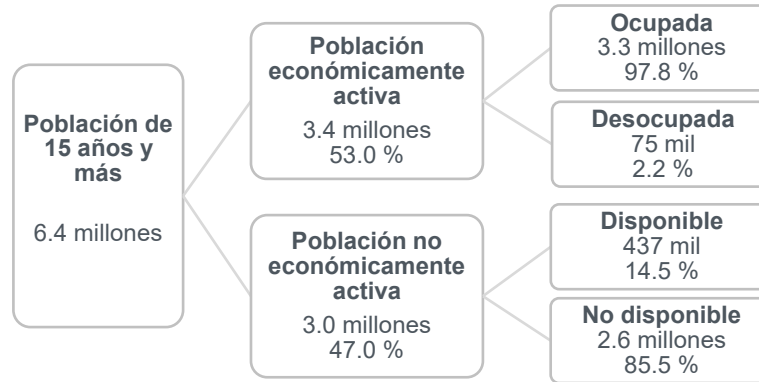 Población de
15 años y
más
6.4 millones
Población
económicamente
activa
3.4 millones
53.0 %
Población no
económicamente
activa
3.0 millones
47.0 %
Ocupada
3.3 millones
97.8 %
Desocupada
75 mil
2.2 %
Disponible
437 mil
14.5 %
No disponible
2.6 millones
85.5 %